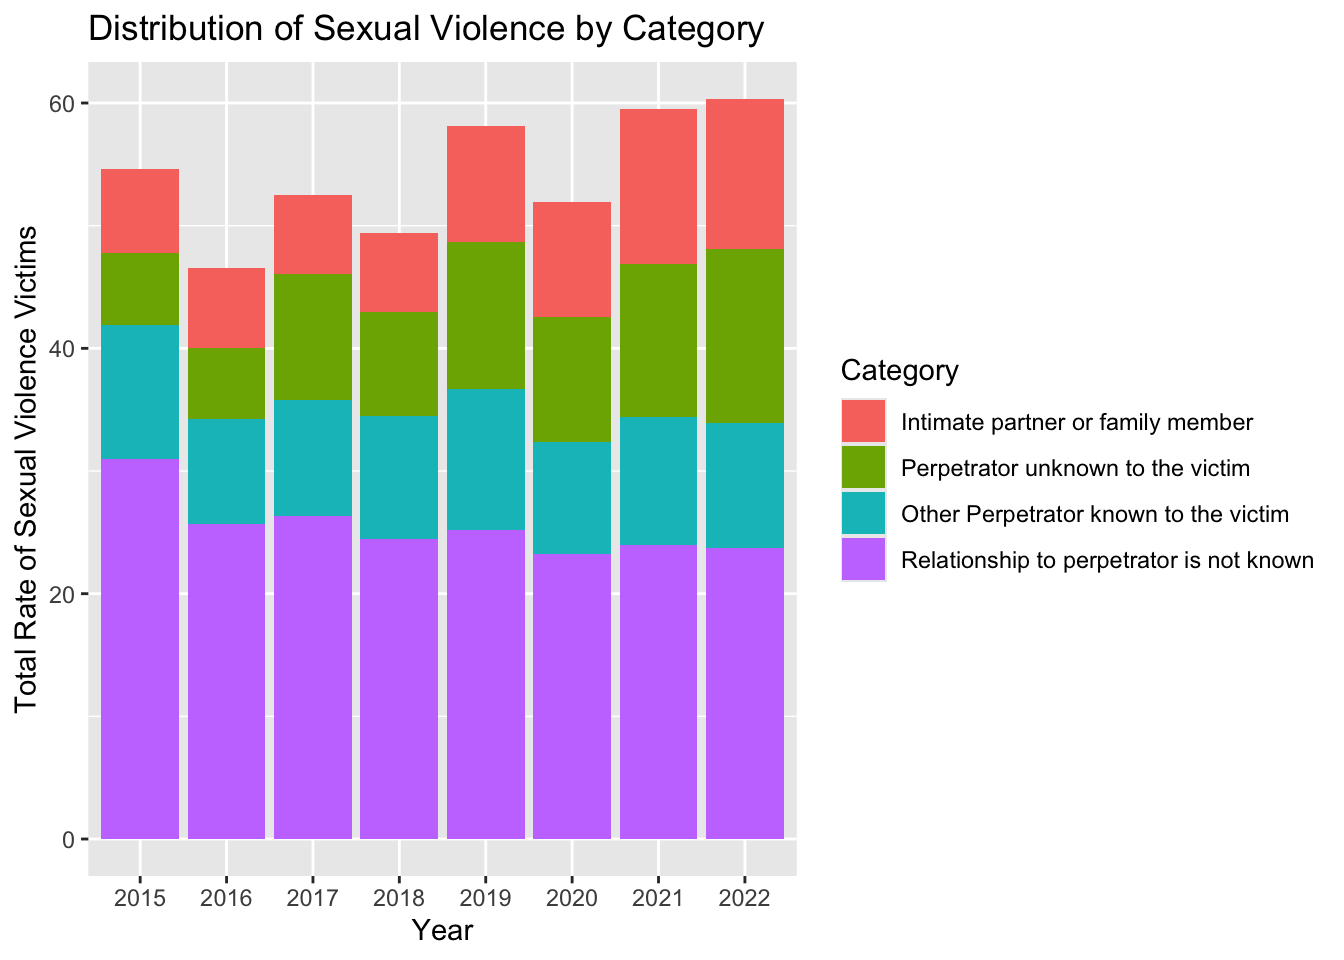 Distribution of Sexual Violence by Category
Total Rate of Sexual Violence Victims
60
40
20
0
2015 2016 2017 2018 2019 2020 2021 2022
Year
Category
Intimate partner or family member
Perpetrator unknown to the victim
Other Perpetrator known to the victim
Relationship to perpetrator is not known